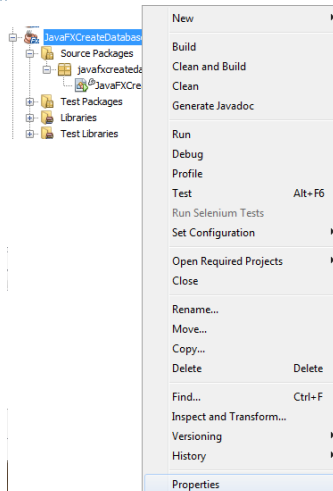 JavaFXCreateDatabase
Source Packages
javafxcreateda
JavaFXCre
Test Packages
Libraries
Test Libraries
New
Build
Clean and Build
Clean
Generate Javadoc
Run
Debug
Profile
Test Alt+F6
Run Selenium Tests
Set Configuration
Open Required Projects
Close
Rename...
Move...
Copy...
Delete Delete
Find... Ctrl+F
Inspect and Transform...
Versioning
History
Properties